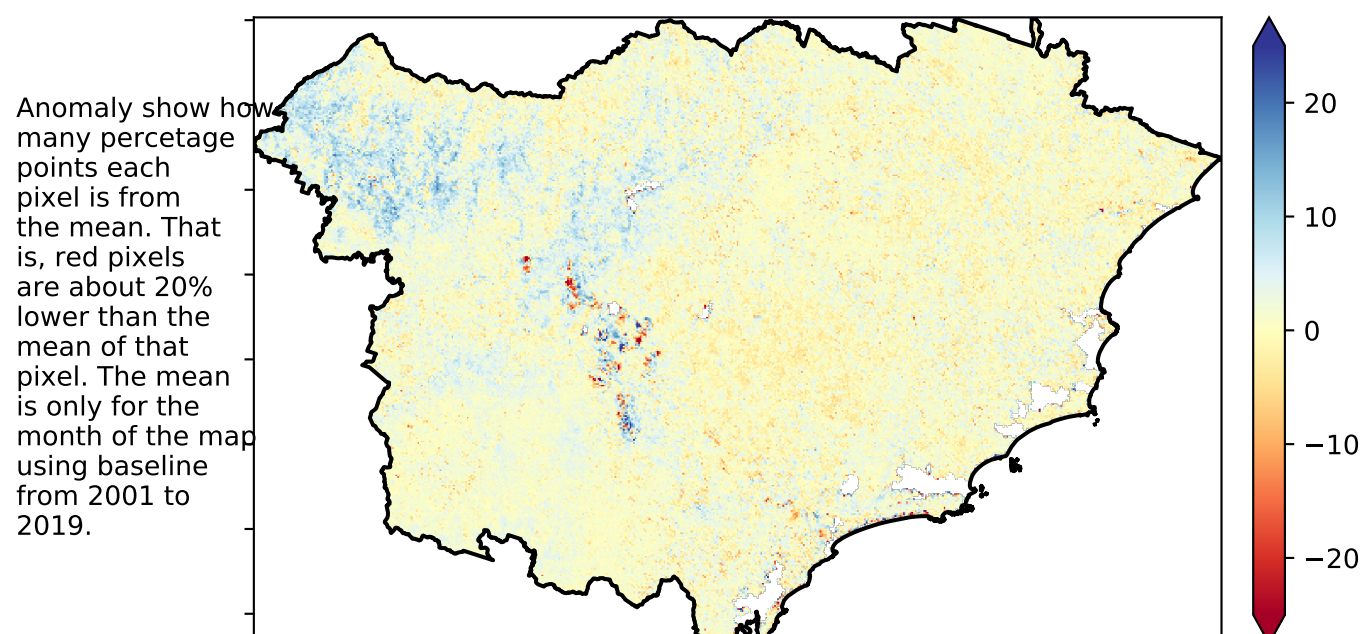 Anomaly show how
many percetage
points each
pixel is from
the mean. That
is, red pixels
are about 20%
lower than the
mean of that
pixel. The mean
is only for the
month of the map
using baseline
from 2001 to
2019.
20
10
0
−10
−20